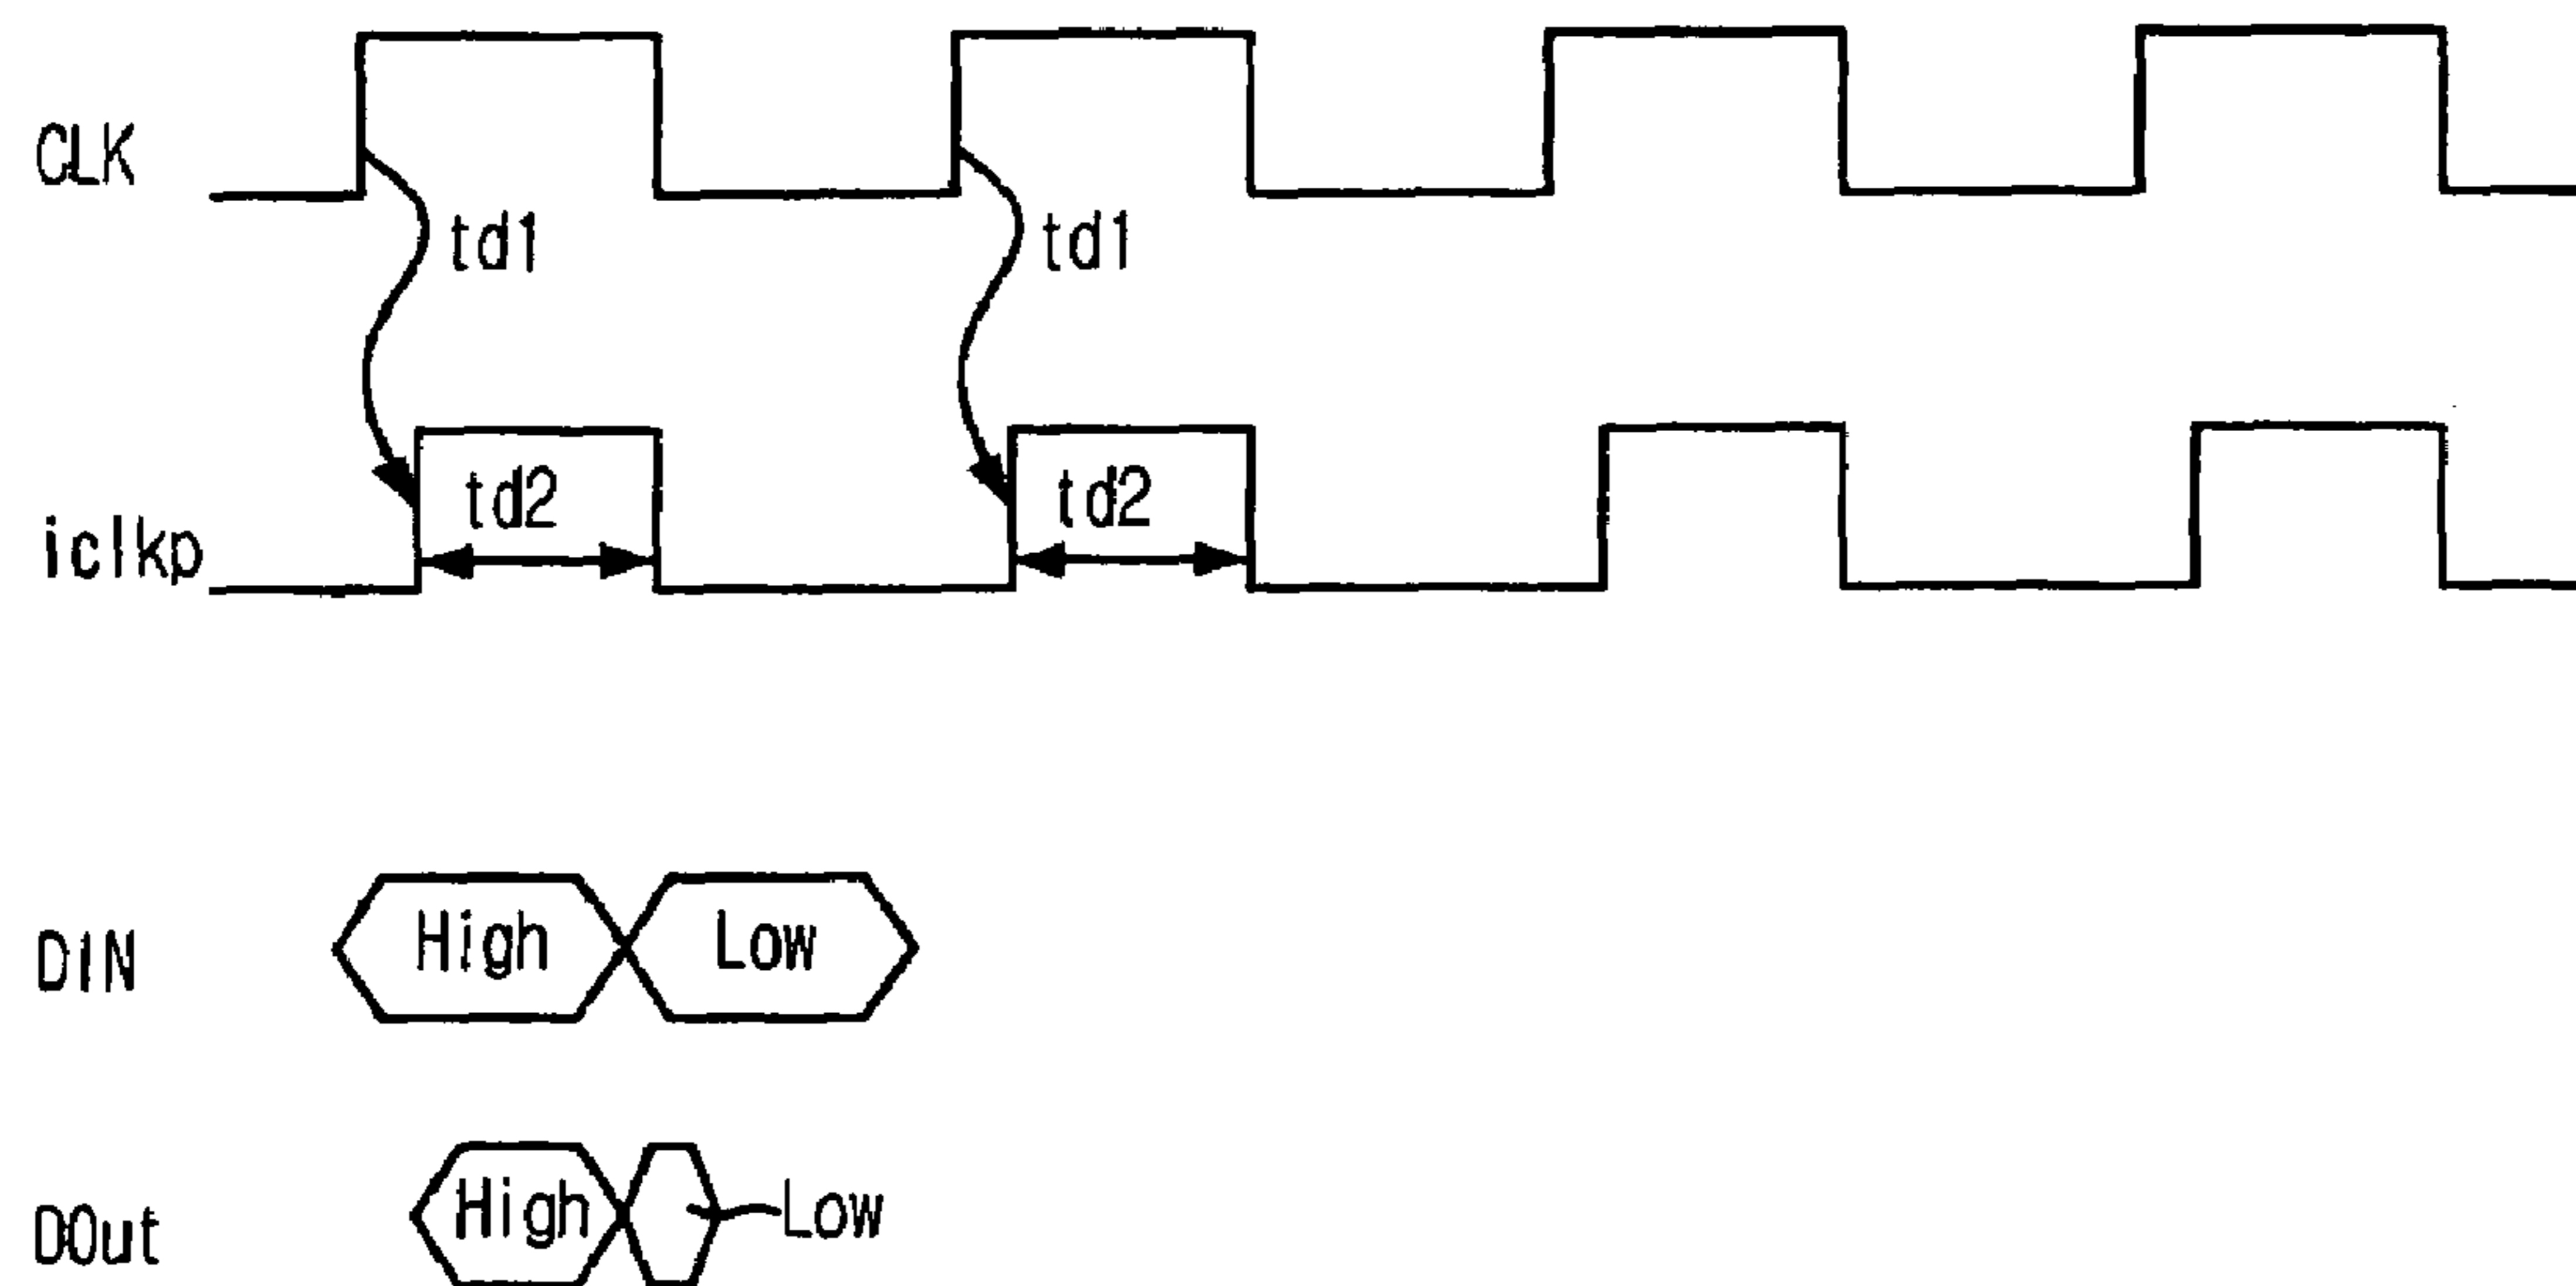 CLK
td1 td1
td2 td2
iclkp
DIN High Low
DOut High Low